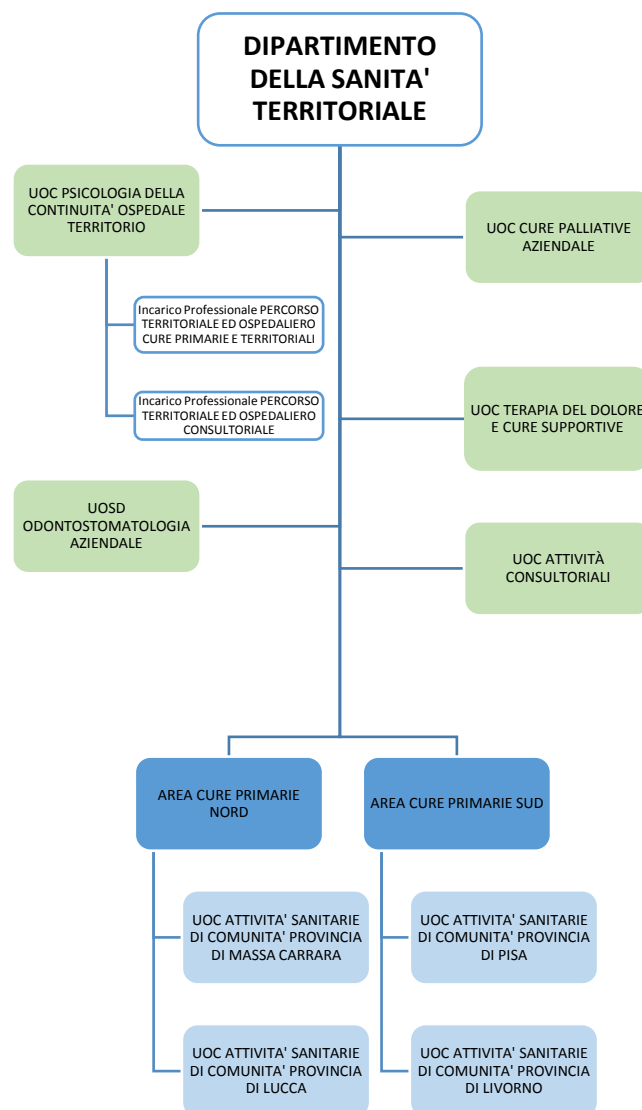 DIPARTIMENTO
DELLA SANITA'
TERRITORIALE
UOC PSICOLOGIA DELLA
CONTINUITA' OSPEDALE
TERRITORIO
UOC CURE PALLIATIVE
AZIENDALE
Incarico Professionale PERCORSO
TERRITORIALE ED OSPEDALIERO
CURE PRIMARIE E TERRITORIALI
Incarico Professionale PERCORSO
TERRITORIALE ED OSPEDALIERO
CONSULTORIALE
UOC TERAPIA DEL DOLORE
E CURE SUPPORTIVE
UOSD
ODONTOSTOMATOLOGIA
AZIENDALE
UOC ATTIVITÀ
CONSULTORIALI
AREA CURE PRIMARIE
NORD
AREA CURE PRIMARIE SUD
UOC ATTIVITA' SANITARIE
DI COMUNITA' PROVINCIA
DI MASSA CARRARA
UOC ATTIVITA' SANITARIE
DI COMUNITA' PROVINCIA
DI PISA
UOC ATTIVITA' SANITARIE
DI COMUNITA' PROVINCIA
DI LUCCA
UOC ATTIVITA' SANITARIE
DI COMUNITA' PROVINCIA
DI LIVORNO